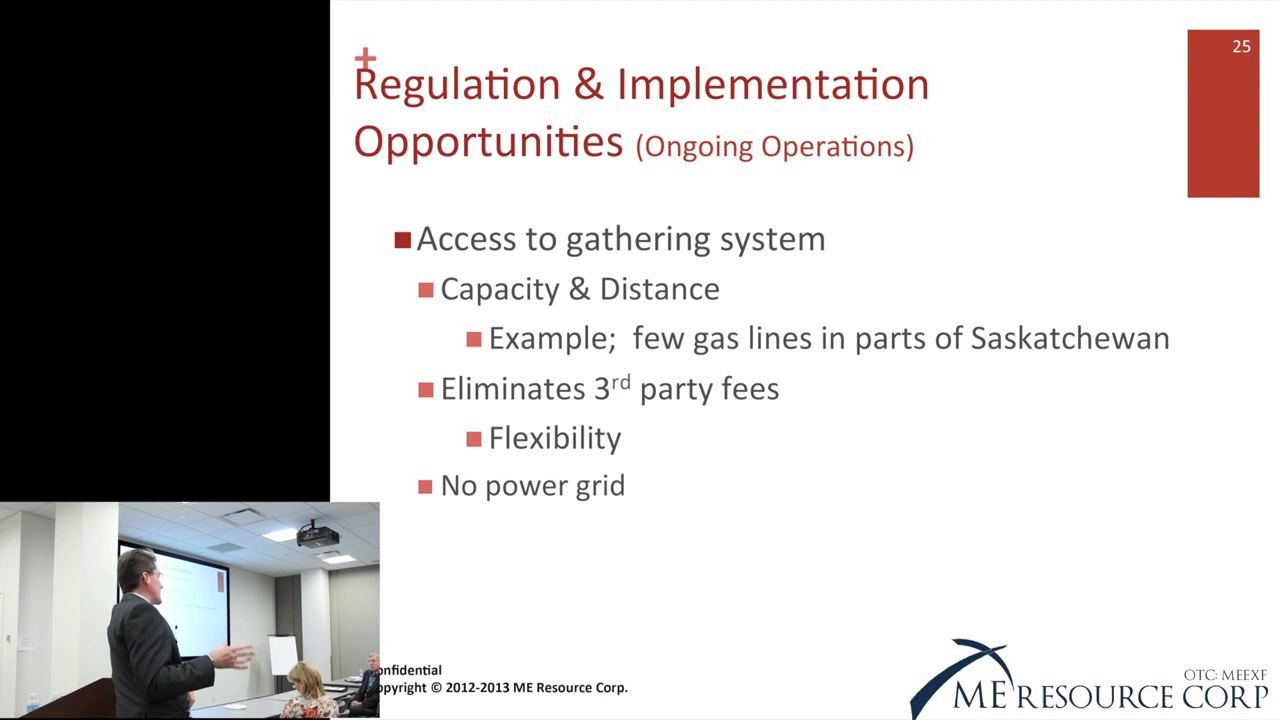 25
+
Regulation & Implementation
Opportunities (Ongoing Operations)
Access to gathering system
Capacity & Distance
Example;  few gas lines in parts of Saskatchewan
Eliminates 3rd party fees
Flexibility
No power grid
onfidential
opyright © 2012-2013 ME Resource Corp.
OTC: MEEXF
ME RESOURCE CORP